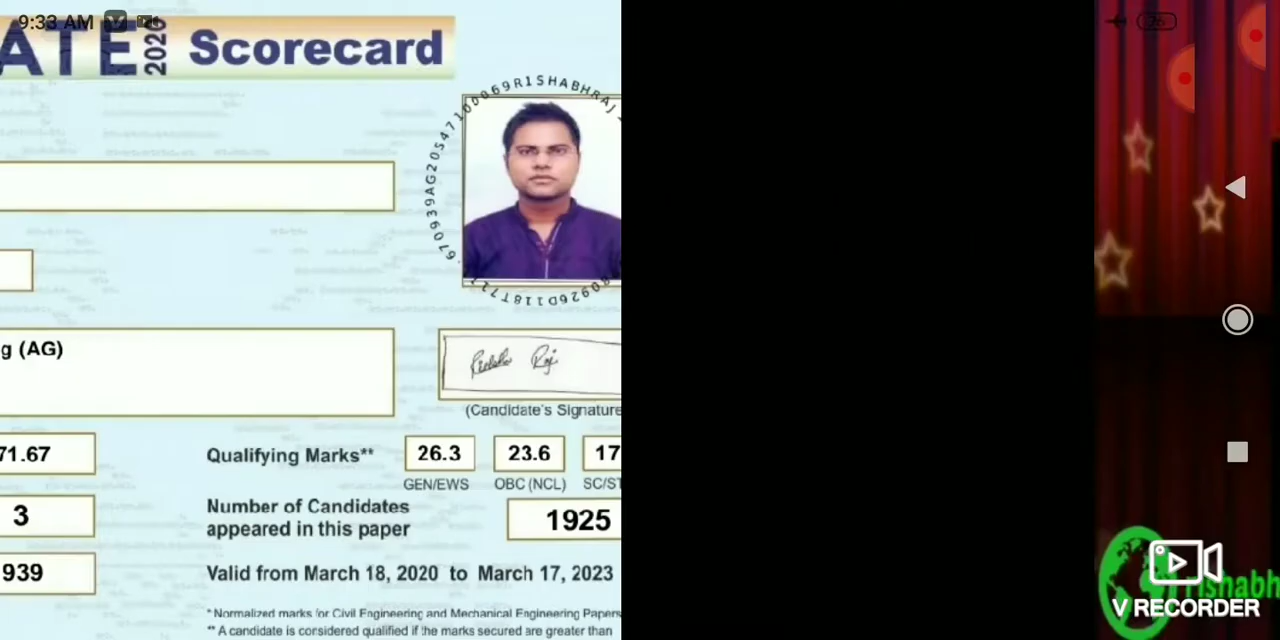 9:33 AM
76
ATE 2020 Scorecard
g (AG)
(Candidate's Signature
71.67
Qualifying Marks** 26.3 23.6 17
GEN/EWS OBC (NCL) SC/ST
3
Number of Candidates
appeared in this paper 1925
939
Valid from March 18, 2020 to March 17, 2023
* Normalized marks for Civil Engineering and Mechanical Engineering Papers
** A candidate is considered qualified if the marks secured are greater than
rishabh
V RECORDER